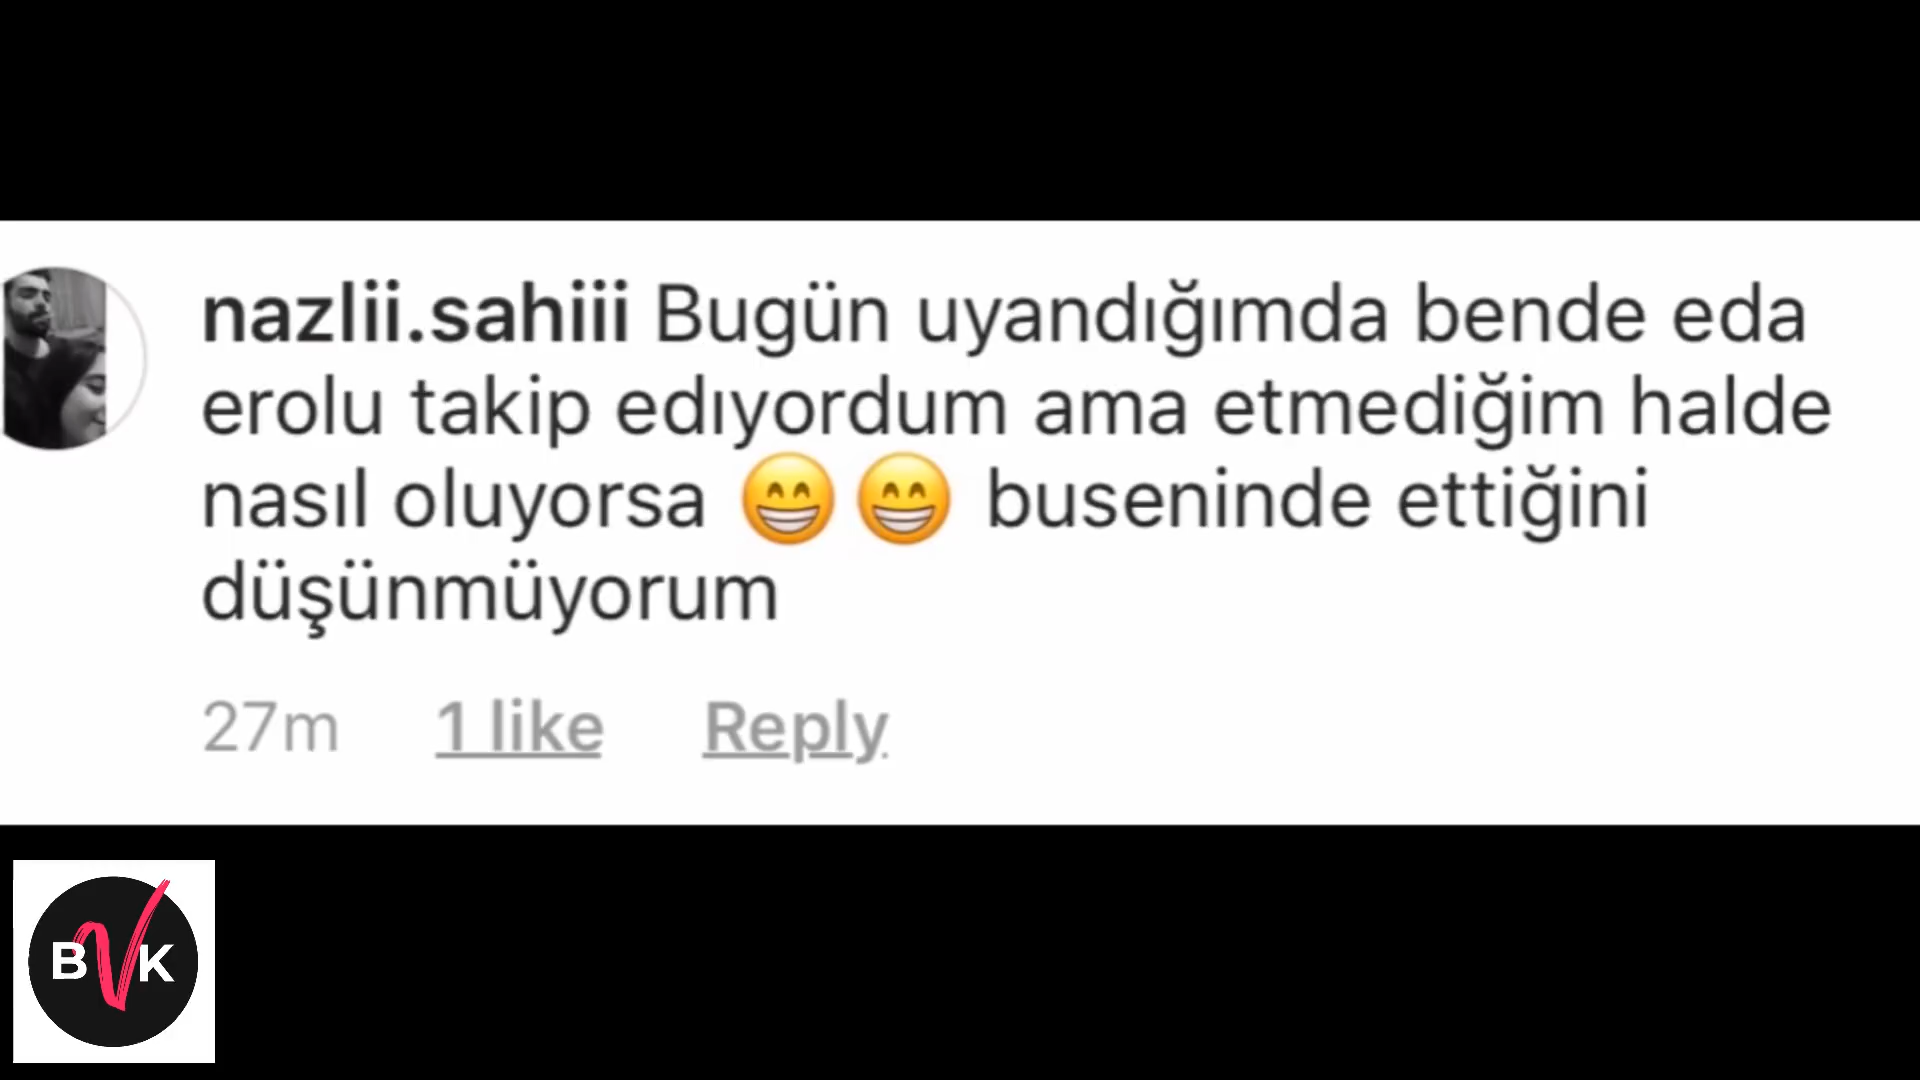 nazlii.sahiii Bugün uyandığımda bende eda
erolu takip edıyordum ama etmediğim halde
nasıl oluyorsa 😁😁 buseninde ettiğini
düşünmüyorum
27m 1 like Reply
BVK